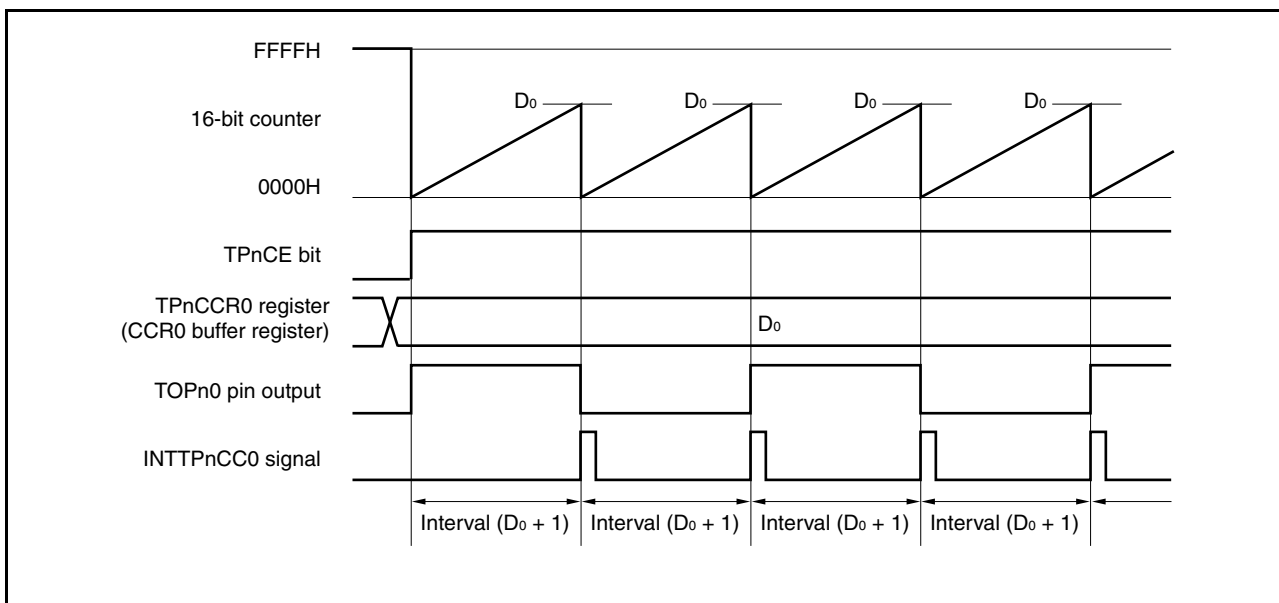 FFFFH
D0 D0 D0 D0
16-bit counter
0000H
TPnCE bit
TPnCCR0 register
(CCR0 buffer register)
D0
TOPn0 pin output
INTTPnCC0 signal
Interval (D0 + 1) Interval (D0 + 1) Interval (D0 + 1) Interval (D0 + 1)